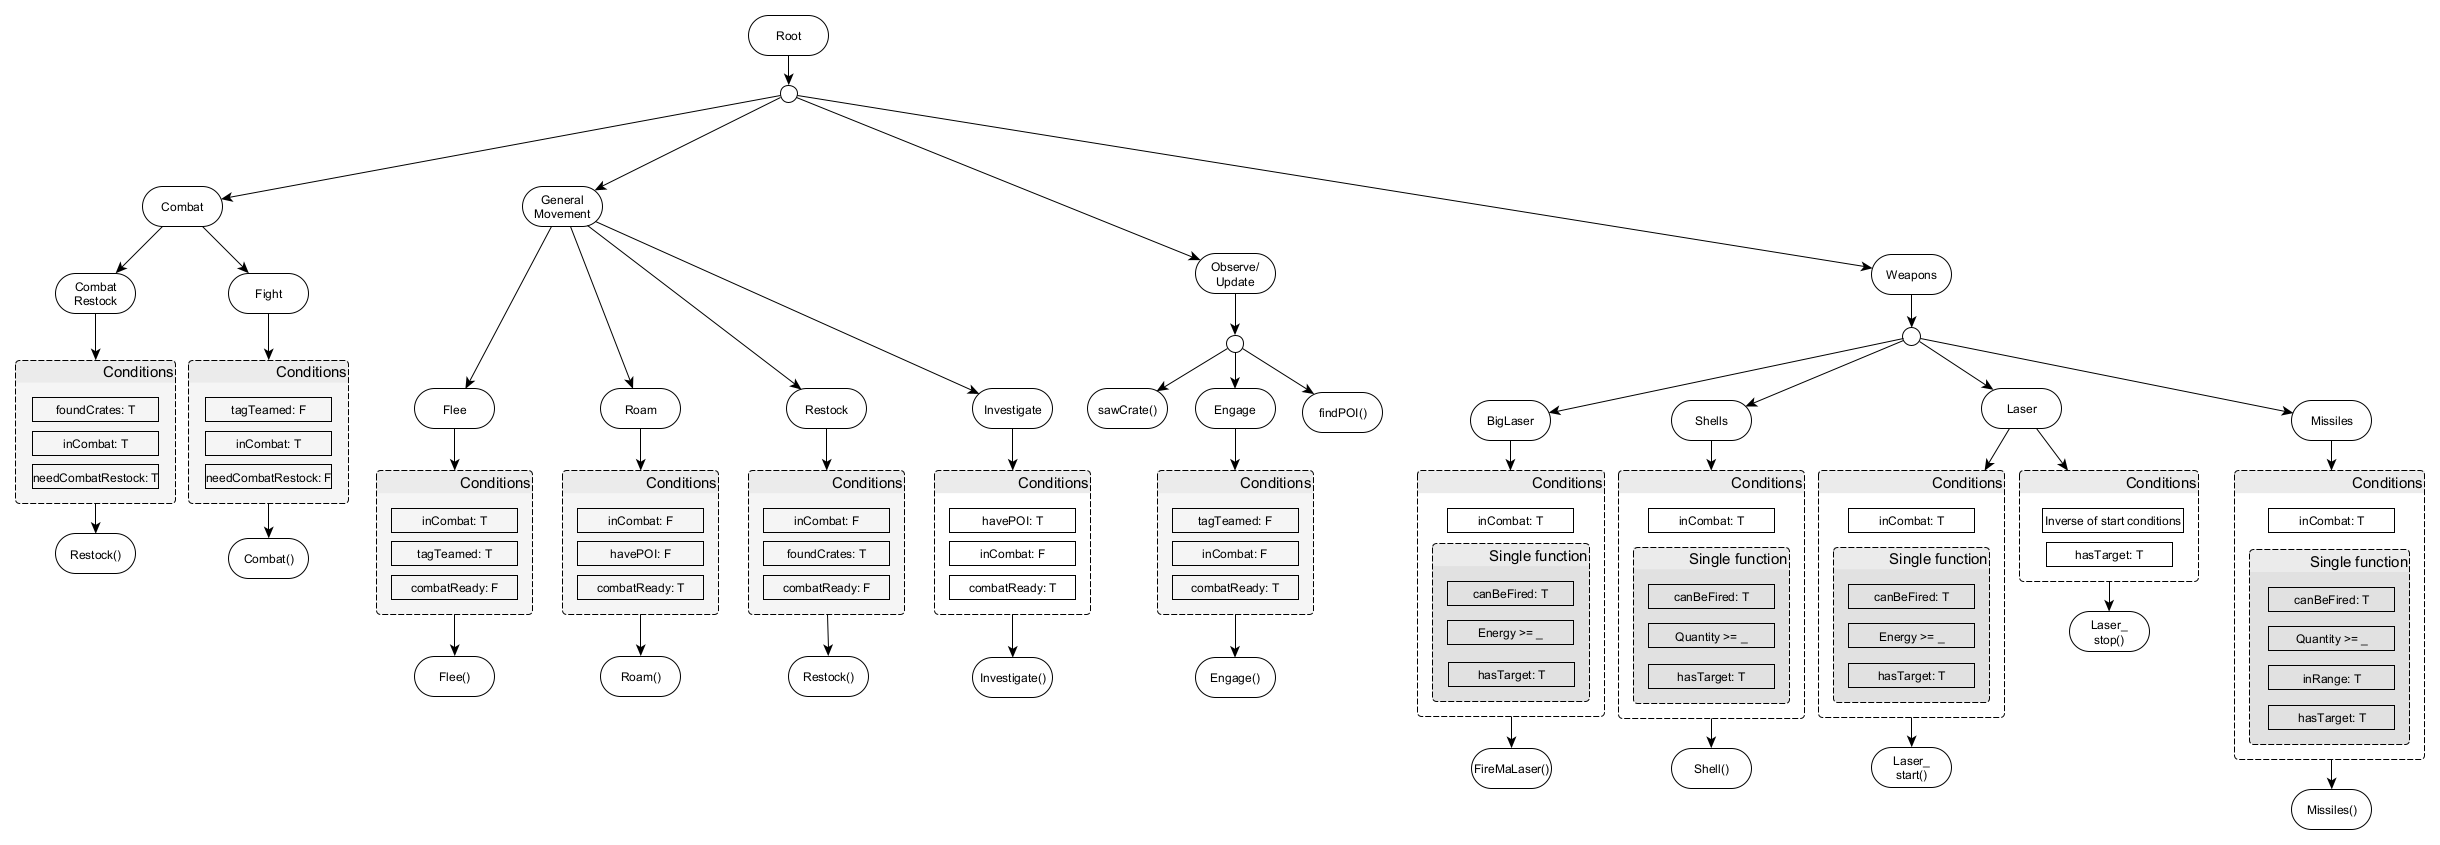 Root
Combat
General
Movement
Observe/
Update
Weapons
Combat
Restock
Fight
Flee
Roam
Restock
Investigate
sawCrate()
Engage
findPOI()
BigLaser
Shells
Laser
Missiles
Conditions
foundCrates: T
inCombat: T
needCombatRestock: T
Restock()
Conditions
tagTeamed: F
inCombat: T
needCombatRestock: F
Combat()
Conditions
inCombat: T
tagTeamed: T
combatReady: F
Flee()
Conditions
inCombat: F
havePOI: F
combatReady: T
Roam()
Conditions
inCombat: F
foundCrates: T
combatReady: F
Restock()
Conditions
havePOI: T
inCombat: F
combatReady: T
Investigate()
Conditions
tagTeamed: F
inCombat: F
combatReady: T
Engage()
Conditions
inCombat: T
Single function
canBeFired: T
Energy >= _
hasTarget: T
FireMaLaser()
Conditions
inCombat: T
Single function
canBeFired: T
Quantity >= _
hasTarget: T
Shell()
Conditions
inCombat: T
Single function
canBeFired: T
Energy >= _
hasTarget: T
Laser_
start()
Conditions
Inverse of start conditions
hasTarget: T
Laser_
stop()
Conditions
inCombat: T
Single function
canBeFired: T
Quantity >= _
inRange: T
hasTarget: T
Missiles()